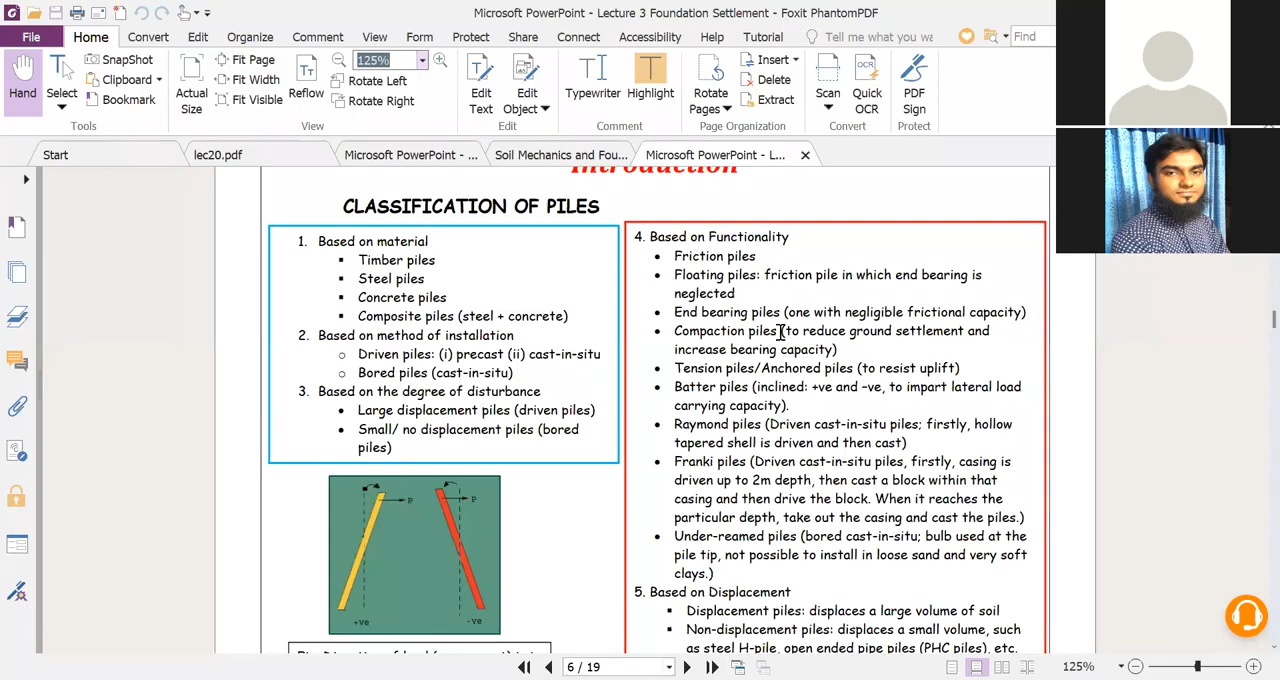 Microsoft PowerPoint - Lecture 3 Foundation Settlement - Foxit PhantomPDF
File Home Convert Edit Organize Comment View Form Protect Share Connect Accessibility Help Tutorial Tell me what you wa Find
Hand
Select
SnapShot
Clipboard
Bookmark
Tools
Actual Size
Fit Page
Fit Width
Fit Visible
Reflow
125%
Rotate Left
Rotate Right
View
Edit Text
Edit Object
Edit
Typewriter
Highlight
Comment
Rotate Pages
Insert
Delete
Extract
Page Organization
Scan
Quick OCR
Convert
PDF Sign
Protect
Start
lec20.pdf
Microsoft PowerPoint - ...
Soil Mechanics and Fou...
Microsoft PowerPoint - L...
Introduction
CLASSIFICATION OF PILES
1. Based on material
▪ Timber piles
▪ Steel piles
▪ Concrete piles
▪ Composite piles (steel + concrete)
2. Based on method of installation
o Driven piles: (i) precast (ii) cast-in-situ
o Bored piles (cast-in-situ)
3. Based on the degree of disturbance
• Large displacement piles (driven piles)
• Small/ no displacement piles (bored
piles)
P
P
+ve
-ve
4. Based on Functionality
• Friction piles
• Floating piles: friction pile in which end bearing is
neglected
• End bearing piles (one with negligible frictional capacity)
• Compaction piles (to reduce ground settlement and
increase bearing capacity)
• Tension piles/Anchored piles (to resist uplift)
• Batter piles (inclined: +ve and –ve, to impart lateral load
carrying capacity).
• Raymond piles (Driven cast-in-situ piles; firstly, hollow
tapered shell is driven and then cast)
• Franki piles (Driven cast-in-situ piles, firstly, casing is
driven up to 2m depth, then cast a block within that
casing and then drive the block. When it reaches the
particular depth, take out the casing and cast the piles.)
• Under-reamed piles (bored cast-in-situ; bulb used at the
pile tip, not possible to install in loose sand and very soft
clays.)
5. Based on Displacement
▪ Displacement piles: displaces a large volume of soil
▪ Non-displacement piles: displaces a small volume, such
as steel H-pile, open ended pipe piles (PHC piles), etc.
6 / 19
125%